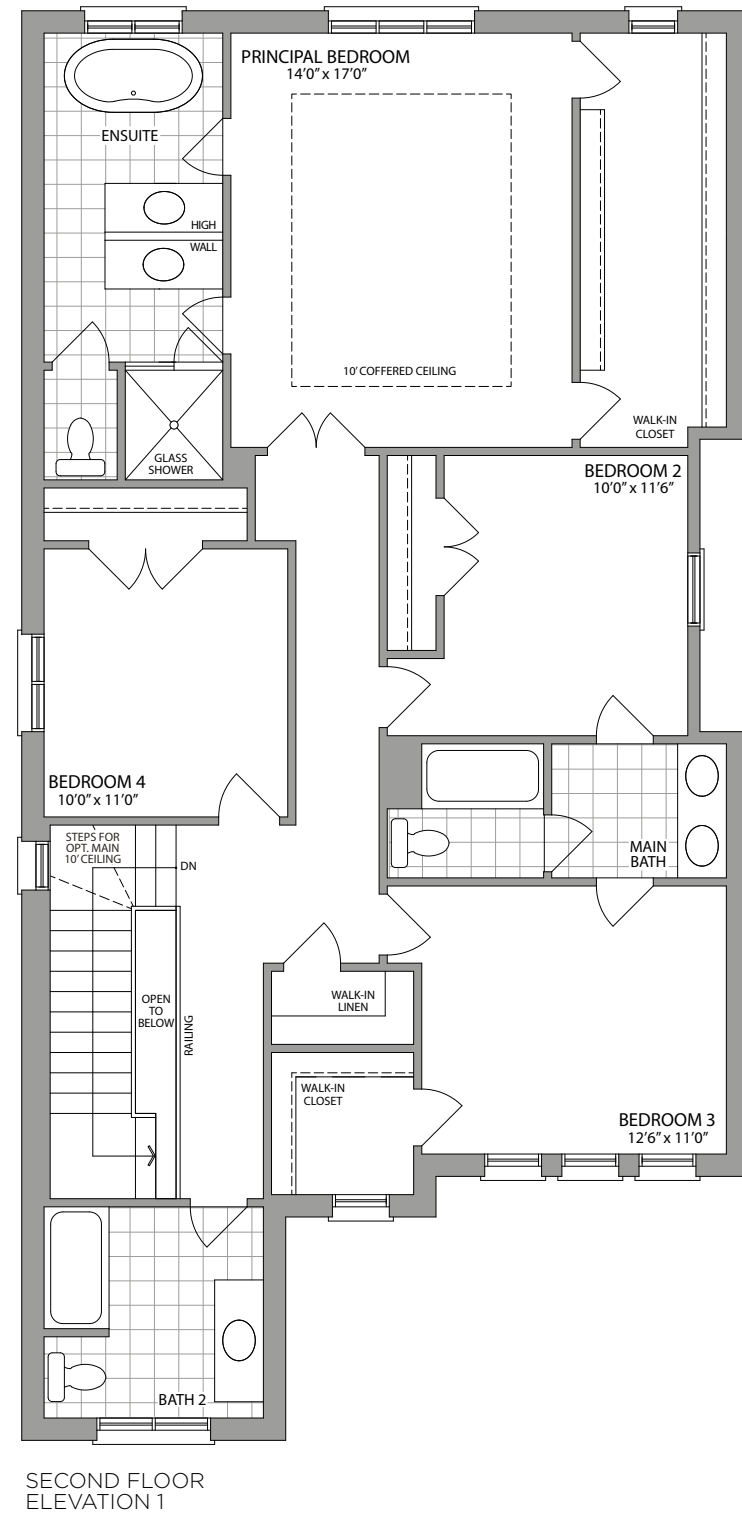 PRINCIPAL BEDROOM
14'0" x 17'0"
ENSUITE
HIGH
WALL
10' COFFERED CEILING
WALK-IN
CLOSET
GLASS
SHOWER
BEDROOM 2
10'0" x 11'6"
BEDROOM 4
10'0" x 11'0"
STEPS FOR
OPT. MAIN
10' CEILING
DN
MAIN
BATH
OPEN
TO
BELOW
RAILING
WALK-IN
LINEN
WALK-IN
CLOSET
BEDROOM 3
12'6" x 11'0"
BATH 2
SECOND FLOOR
ELEVATION 1